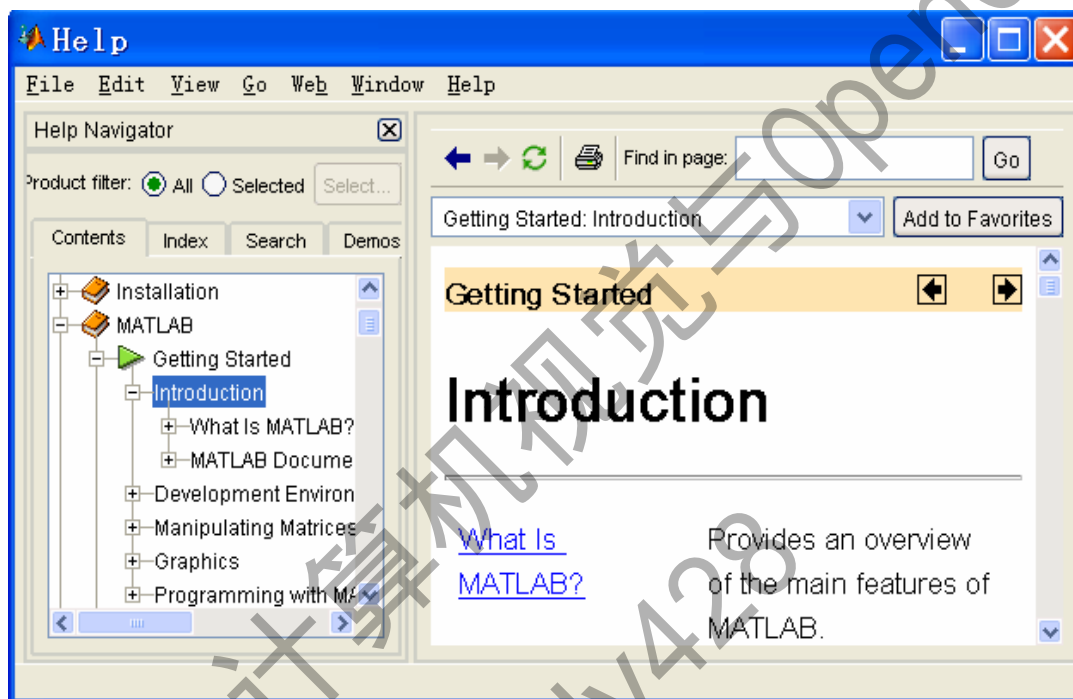 Help
File Edit View Go Web Window Help
Help Navigator
Product filter: All Selected Select...
Contents Index Search Demos
Installation
MATLAB
Getting Started
Introduction
What Is MATLAB?
MATLAB Docume
Development Environ
Manipulating Matrices
Graphics
Programming with MA
Find in page: Go
Getting Started: Introduction Add to Favorites
Getting Started
Introduction
What Is
MATLAB?
Provides an overview
of the main features of
MATLAB.
计算机视觉与Openc
y428